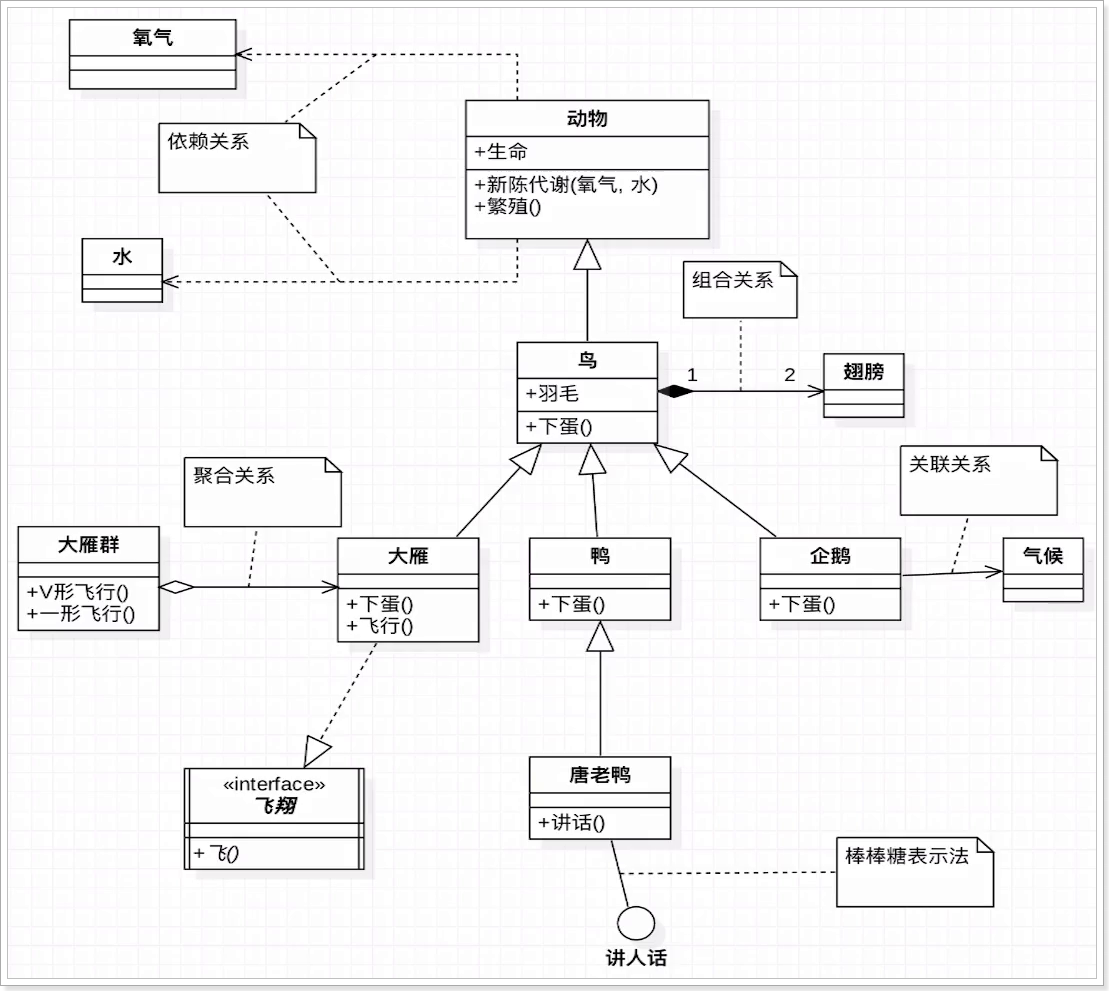 氧气
动物
+生命
+新陈代谢(氧气, 水)
+繁殖()
依赖关系
水
组合关系
鸟
+羽毛
+下蛋()
1
2
翅膀
聚合关系
关联关系
大雁群
+V形飞行()
+一形飞行()
大雁
+下蛋()
+飞行()
鸭
+下蛋()
企鹅
+下蛋()
气候
«interface»
飞翔
+飞()
唐老鸭
+讲话()
棒棒糖表示法
讲人话